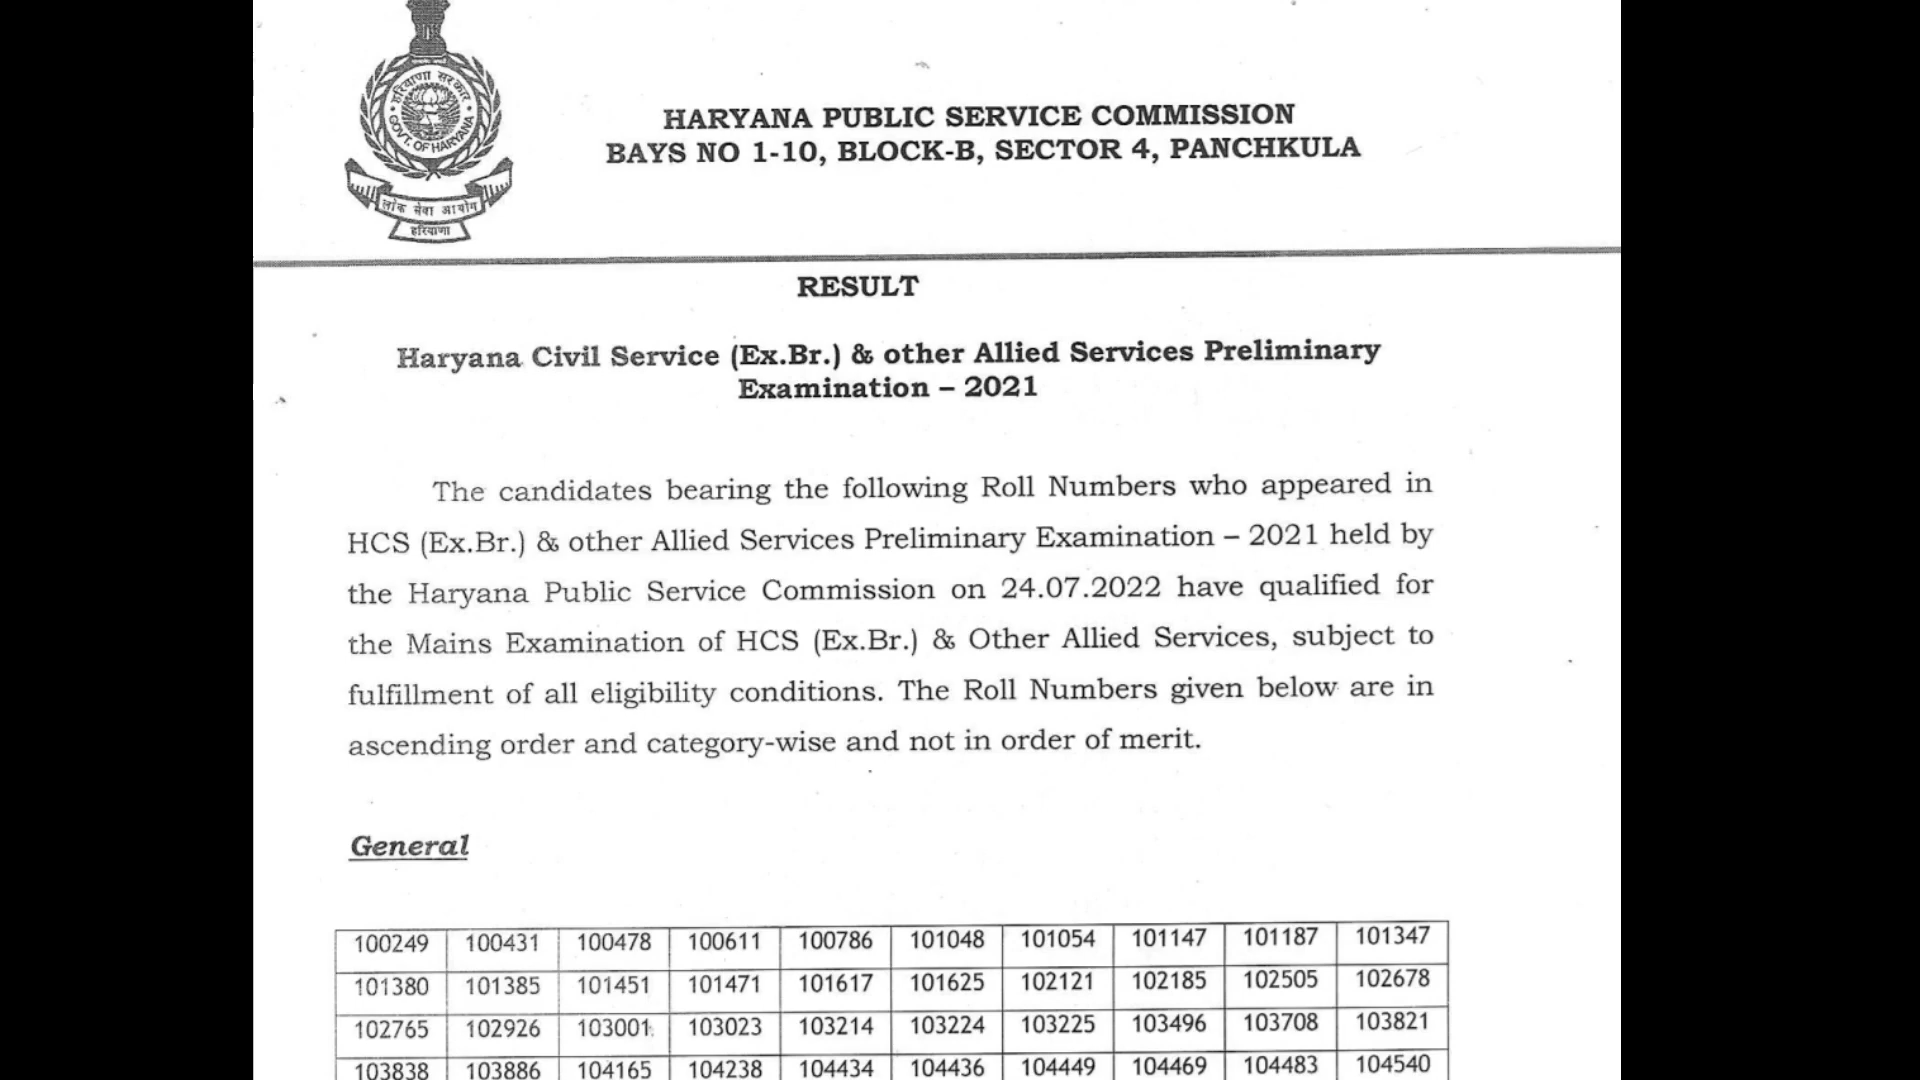 हरियाणा सरकार
GOVT. OF HARYANA
लोक सेवा आयोग
हरियाणा
HARYANA PUBLIC SERVICE COMMISSION
BAYS NO 1-10, BLOCK-B, SECTOR 4, PANCHKULA
RESULT
Haryana Civil Service (Ex.Br.) & other Allied Services Preliminary
Examination – 2021
The candidates bearing the following Roll Numbers who appeared in
HCS (Ex.Br.) & other Allied Services Preliminary Examination – 2021 held by
the Haryana Public Service Commission on 24.07.2022 have qualified for
the Mains Examination of HCS (Ex.Br.) & Other Allied Services, subject to
fulfillment of all eligibility conditions. The Roll Numbers given below are in
ascending order and category-wise and not in order of merit.
General
100249 100431 100478 100611 100786 101048 101054 101147 101187 101347
101380 101385 101451 101471 101617 101625 102121 102185 102505 102678
102765 102926 103001 103023 103214 103224 103225 103496 103708 103821
103838 103886 104165 104238 104434 104436 104449 104469 104483 104540